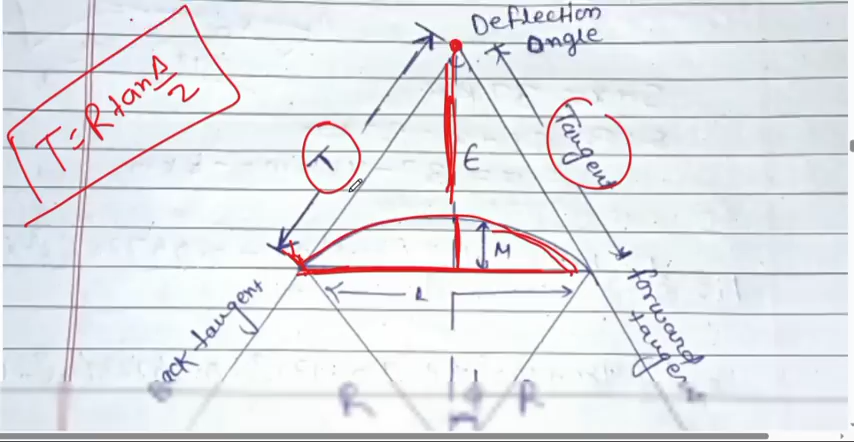 Deflection
angle
T = R tan Δ/2
T
Tangent
E
M
L
Back tangent
forward
tangent
R
R